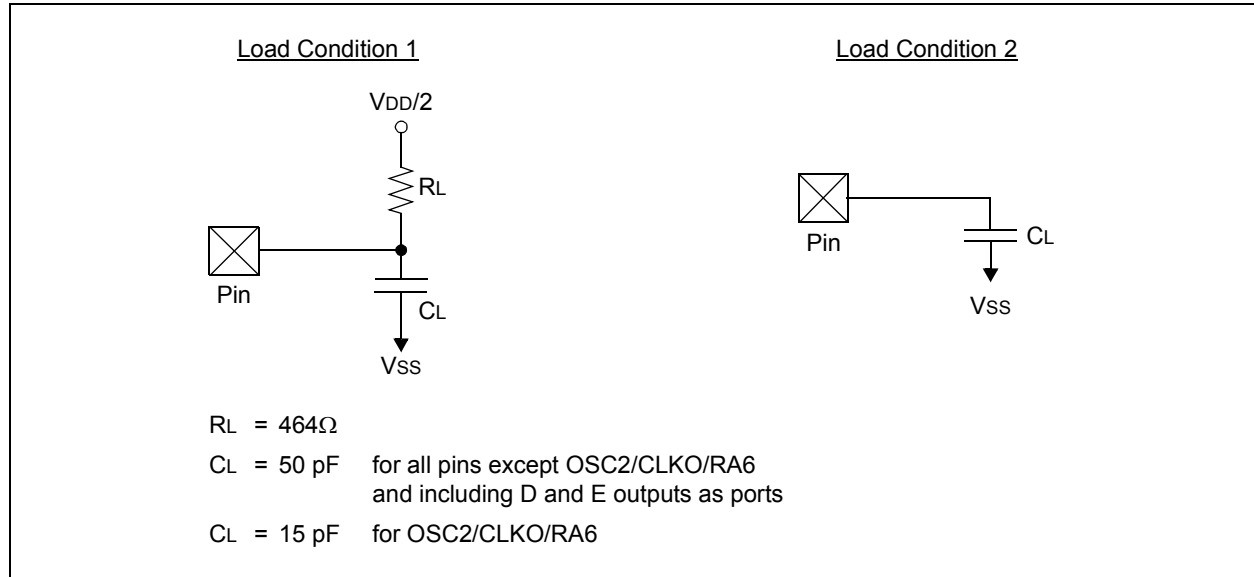 Load Condition 1
Load Condition 2
VDD/2
RL
Pin
CL
VSS
Pin
CL
VSS
RL = 464Ω
CL = 50 pF for all pins except OSC2/CLKO/RA6
and including D and E outputs as ports
CL = 15 pF for OSC2/CLKO/RA6